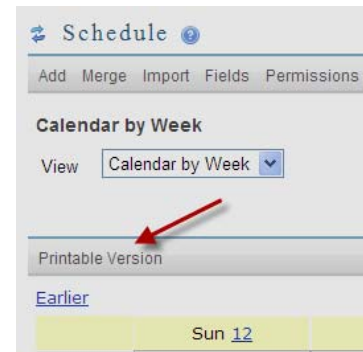 Schedule
Add Merge Import Fields Permissions
Calendar by Week
View Calendar by Week
Printable Version
Earlier
Sun 12